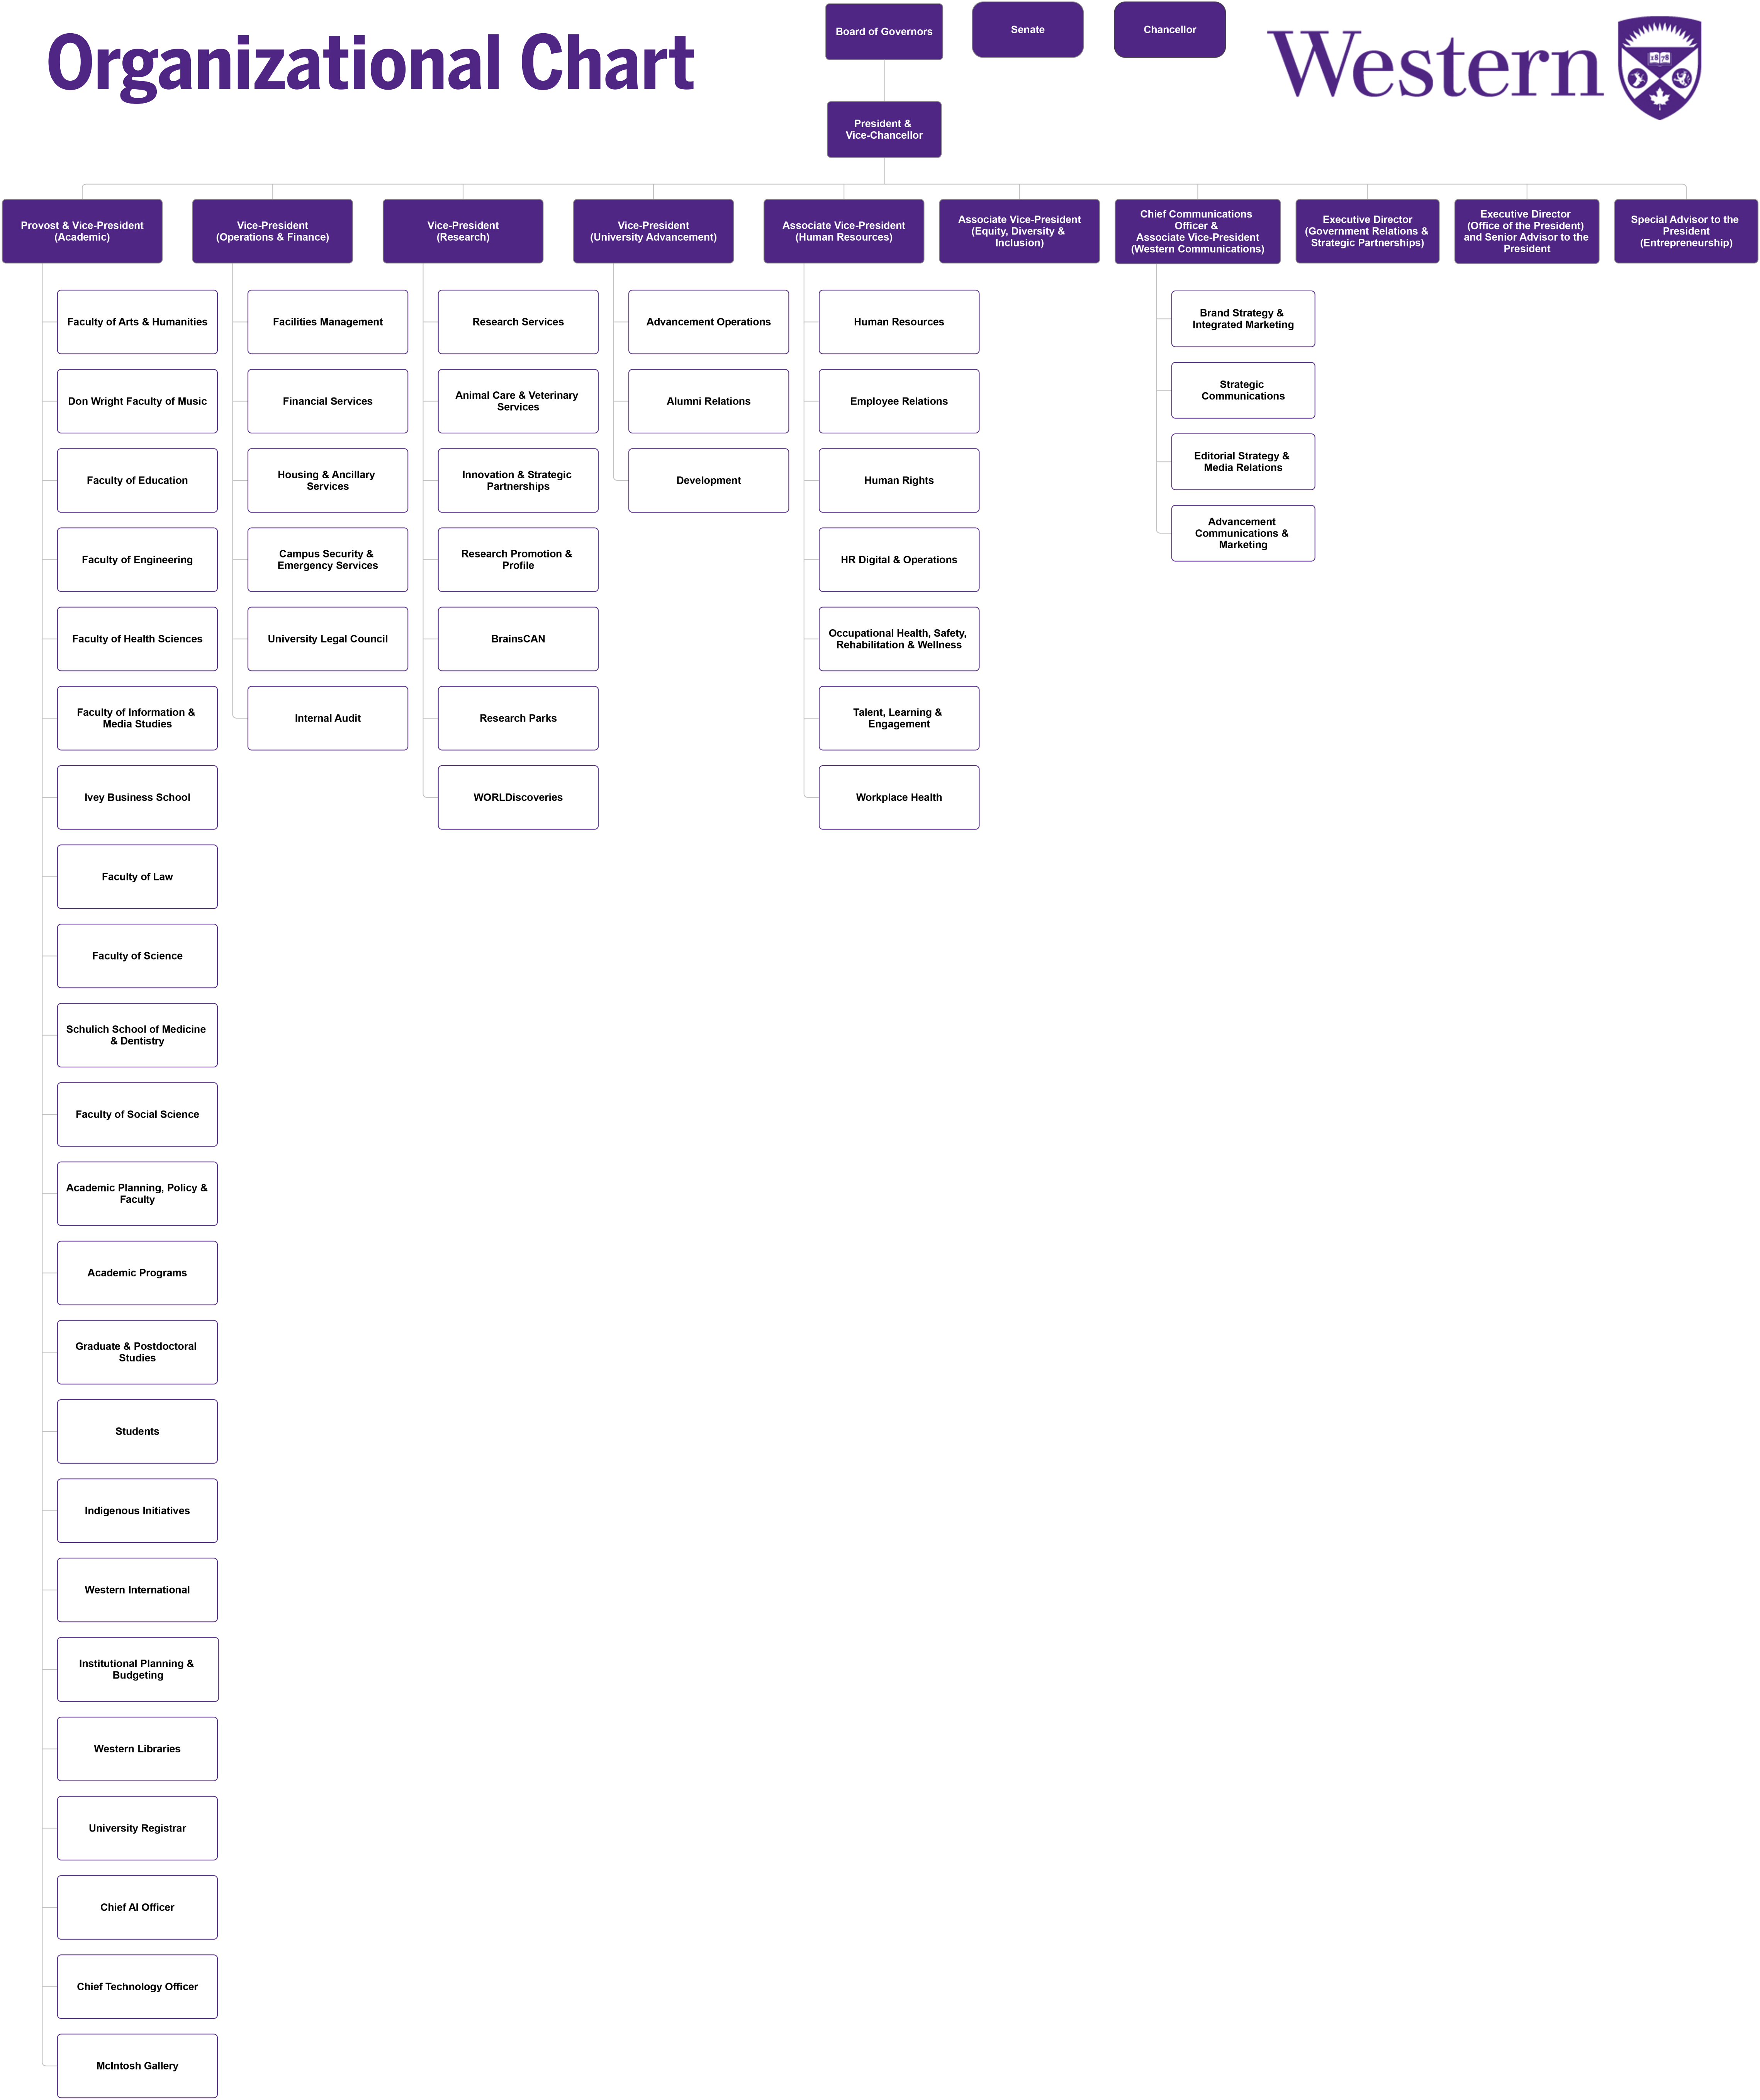 Organizational Chart
Board of Governors
Senate
Chancellor
Western
1878
President &
Vice-Chancellor
Provost & Vice-President
(Academic)
Vice-President
(Operations & Finance)
Vice-President
(Research)
Vice-President
(University Advancement)
Associate Vice-President
(Human Resources)
Associate Vice-President
(Equity, Diversity &
Inclusion)
Chief Communications
Officer &
Associate Vice-President
(Western Communications)
Executive Director
(Government Relations &
Strategic Partnerships)
Executive Director
(Office of the President)
and Senior Advisor to the
President
Special Advisor to the
President
(Entrepreneurship)
Faculty of Arts & Humanities
Don Wright Faculty of Music
Faculty of Education
Faculty of Engineering
Faculty of Health Sciences
Faculty of Information &
Media Studies
Ivey Business School
Faculty of Law
Faculty of Science
Schulich School of Medicine
& Dentistry
Faculty of Social Science
Academic Planning, Policy &
Faculty
Academic Programs
Graduate & Postdoctoral
Studies
Students
Indigenous Initiatives
Western International
Institutional Planning &
Budgeting
Western Libraries
University Registrar
Chief AI Officer
Chief Technology Officer
McIntosh Gallery
Facilities Management
Financial Services
Housing & Ancillary
Services
Campus Security &
Emergency Services
University Legal Council
Internal Audit
Research Services
Animal Care & Veterinary
Services
Innovation & Strategic
Partnerships
Research Promotion &
Profile
BrainsCAN
Research Parks
WORLDiscoveries
Advancement Operations
Alumni Relations
Development
Human Resources
Employee Relations
Human Rights
HR Digital & Operations
Occupational Health, Safety,
Rehabilitation & Wellness
Talent, Learning &
Engagement
Workplace Health
Brand Strategy &
Integrated Marketing
Strategic
Communications
Editorial Strategy &
Media Relations
Advancement
Communications &
Marketing